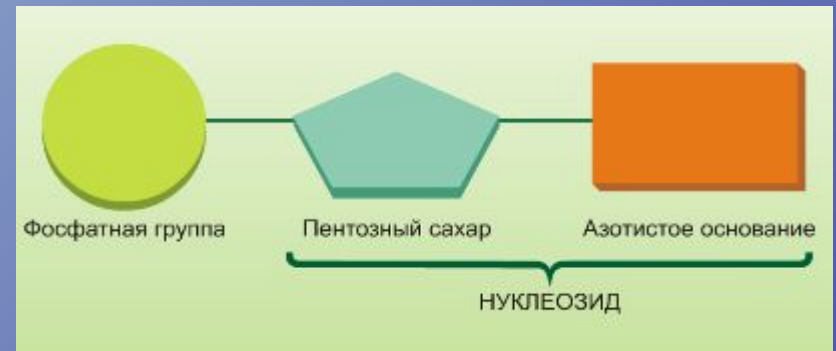 Фосфатная группа
Пентозный сахар
Азотистое основание
НУКЛЕОЗИД